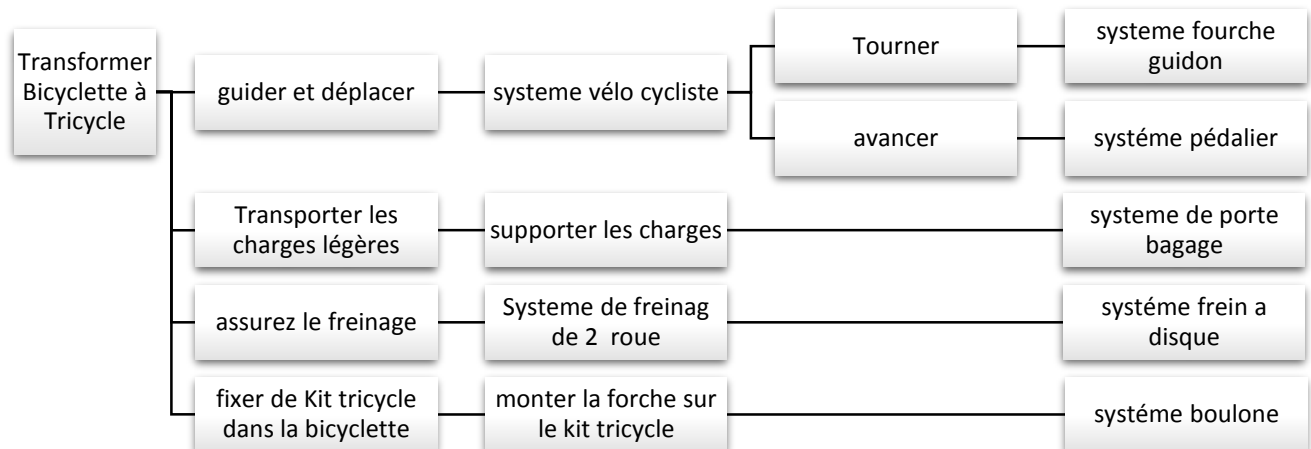 Transformer
Bicyclette à
Tricycle
guider et déplacer
systeme vélo cycliste
Tourner
systeme fourche
guidon
avancer
systéme pédalier
Transporter les
charges légères
supporter les charges
systeme de porte
bagage
assurez le freinage
Systeme de freinag
de 2 roue
systéme frein a
disque
fixer de Kit tricycle
dans la bicyclette
monter la forche sur
le kit tricycle
systéme boulone